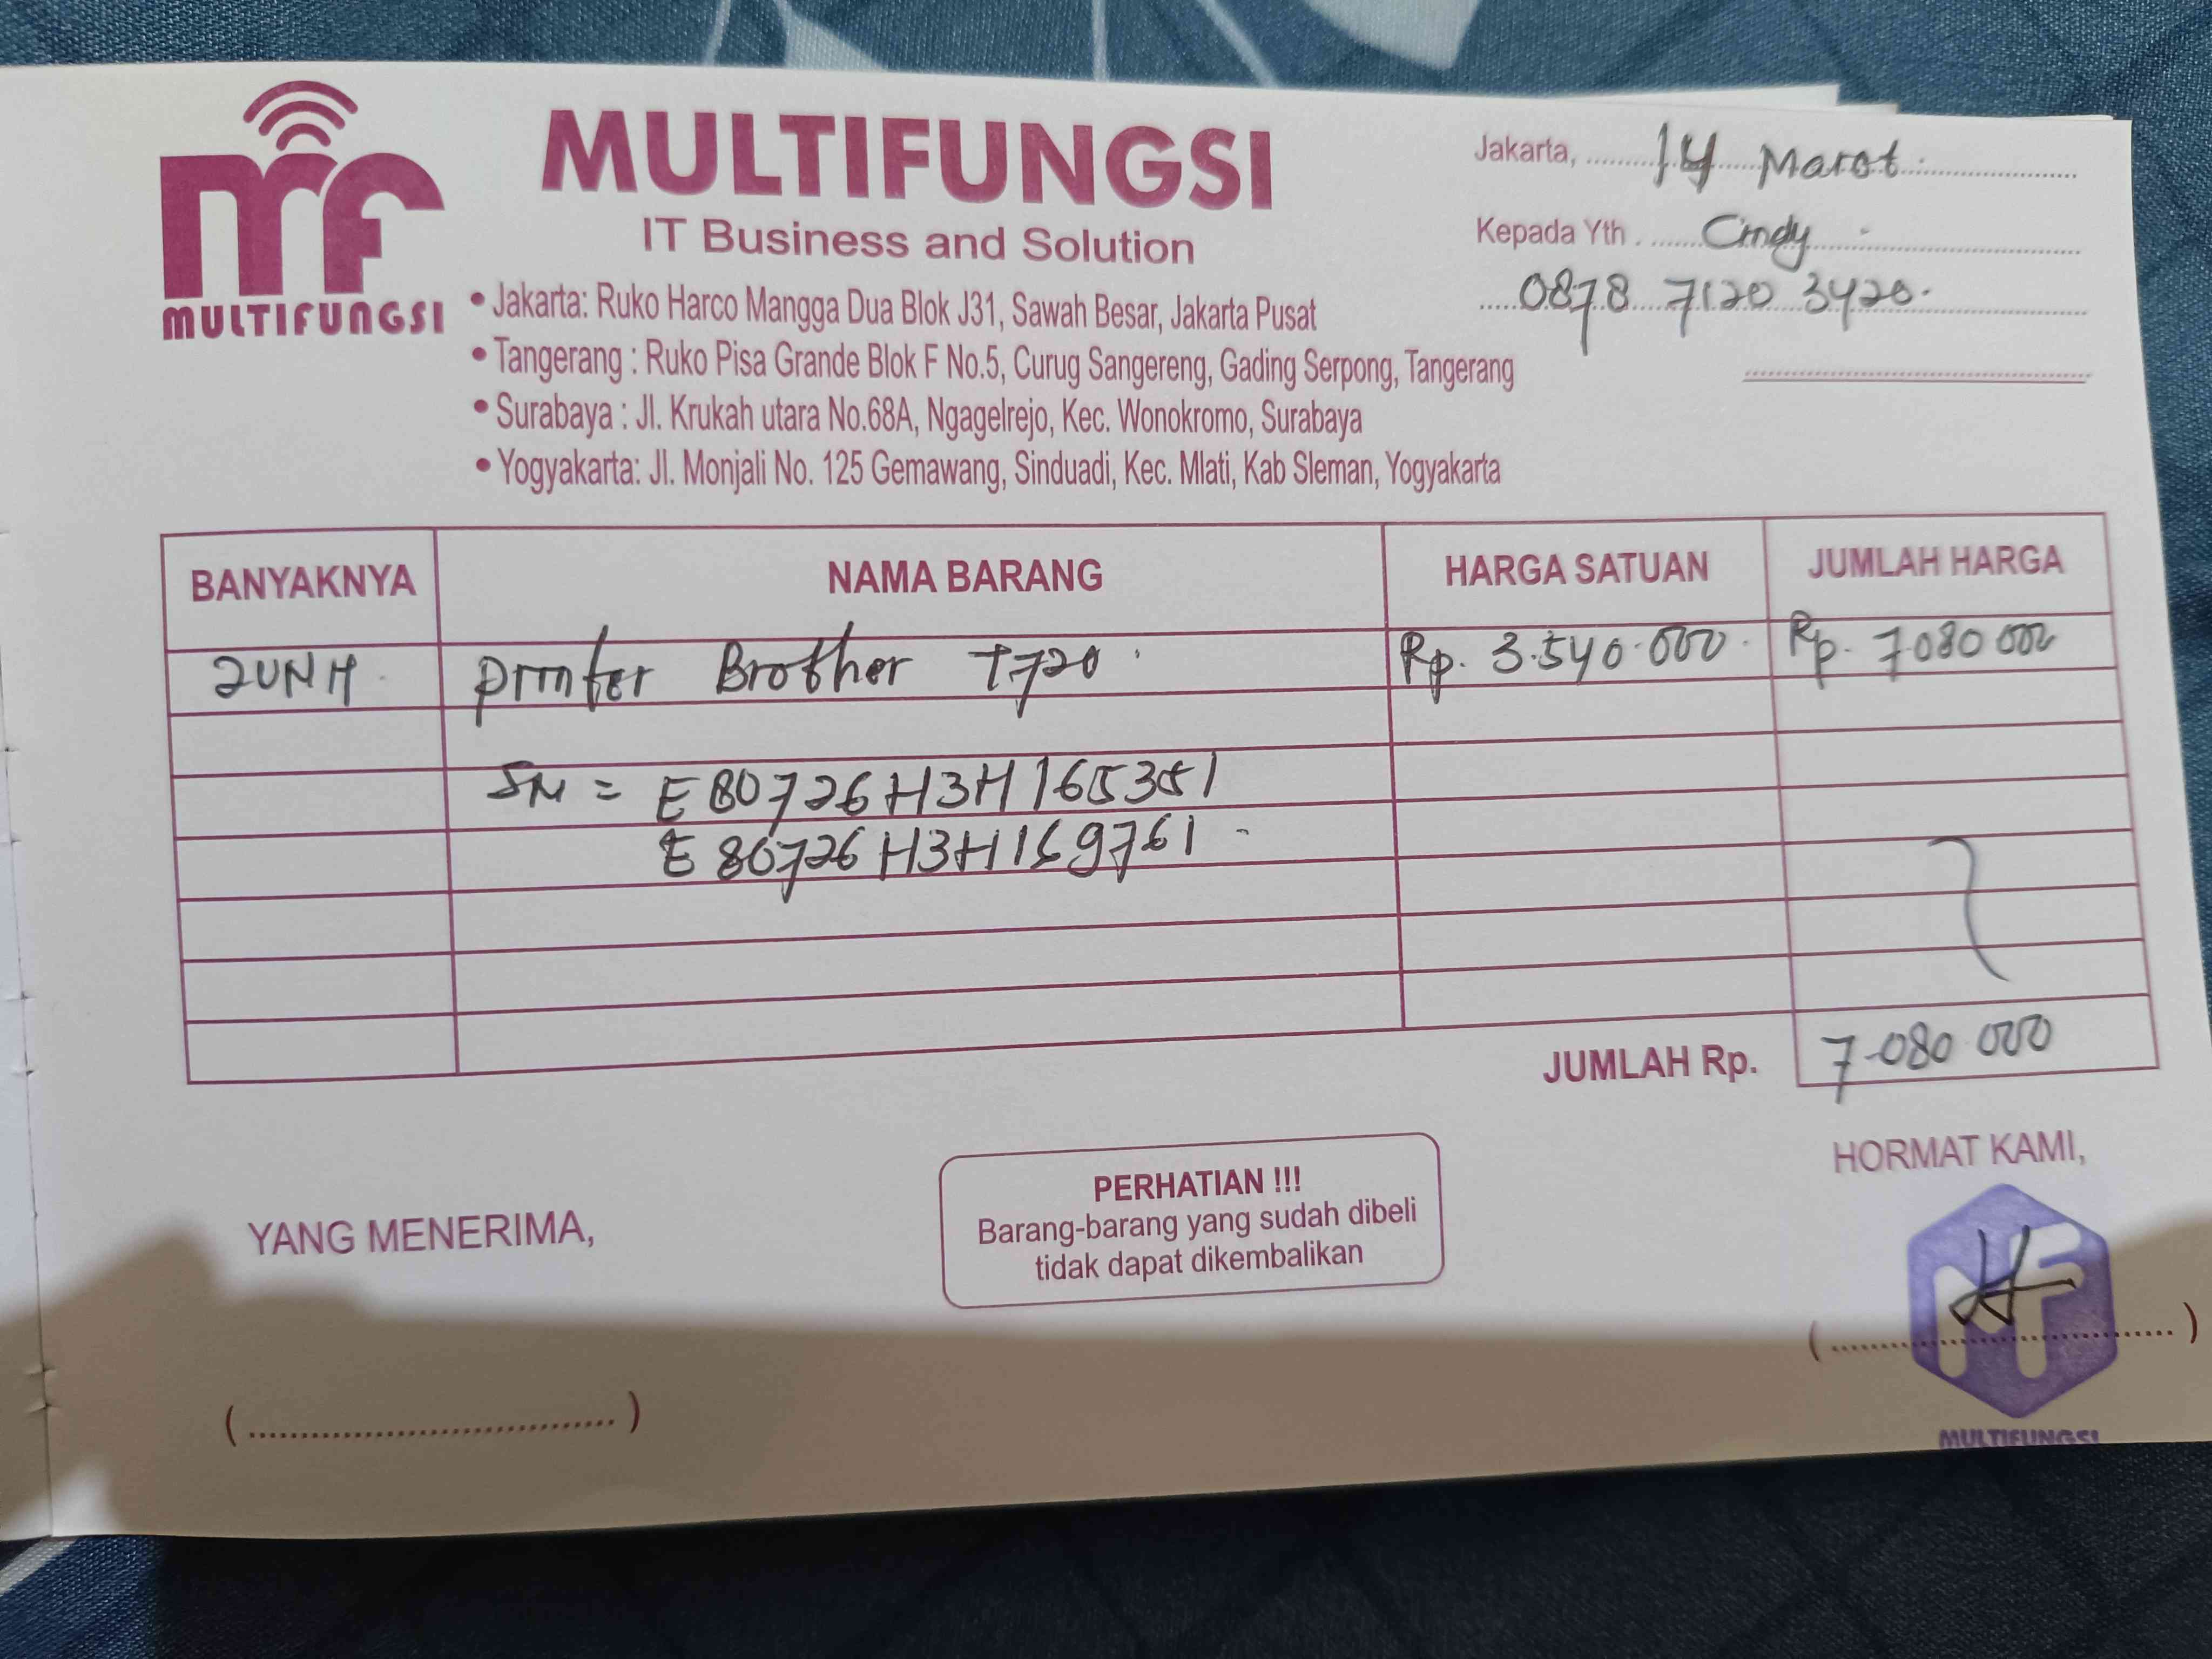 MULTIFUNGSI
MULTIFUNGSI
IT Business and Solution
• Jakarta: Ruko Harco Mangga Dua Blok J31, Sawah Besar, Jakarta Pusat
• Tangerang : Ruko Pisa Grande Blok F No.5, Curug Sangereng, Gading Serpong, Tangerang
• Surabaya : Jl. Krukah utara No.68A, Ngagelrejo, Kec. Wonokromo, Surabaya
• Yogyakarta: Jl. Monjali No. 125 Gemawang, Sinduadi, Kec. Mlati, Kab Sleman, Yogyakarta
Jakarta, 14 Maret
Kepada Yth. Cindy
0878 7120 3420
BANYAKNYA NAMA BARANG HARGA SATUAN JUMLAH HARGA
2UNIT printer Brother T720 Rp. 3.540.000 Rp. 7.080 000
SN = E80726H3H165351
E80726H3H169761
JUMLAH Rp. 7.080 000
HORMAT KAMI,
PERHATIAN !!!
Barang-barang yang sudah dibeli
tidak dapat dikembalikan
YANG MENERIMA,
MF
MULTIFUNGSI